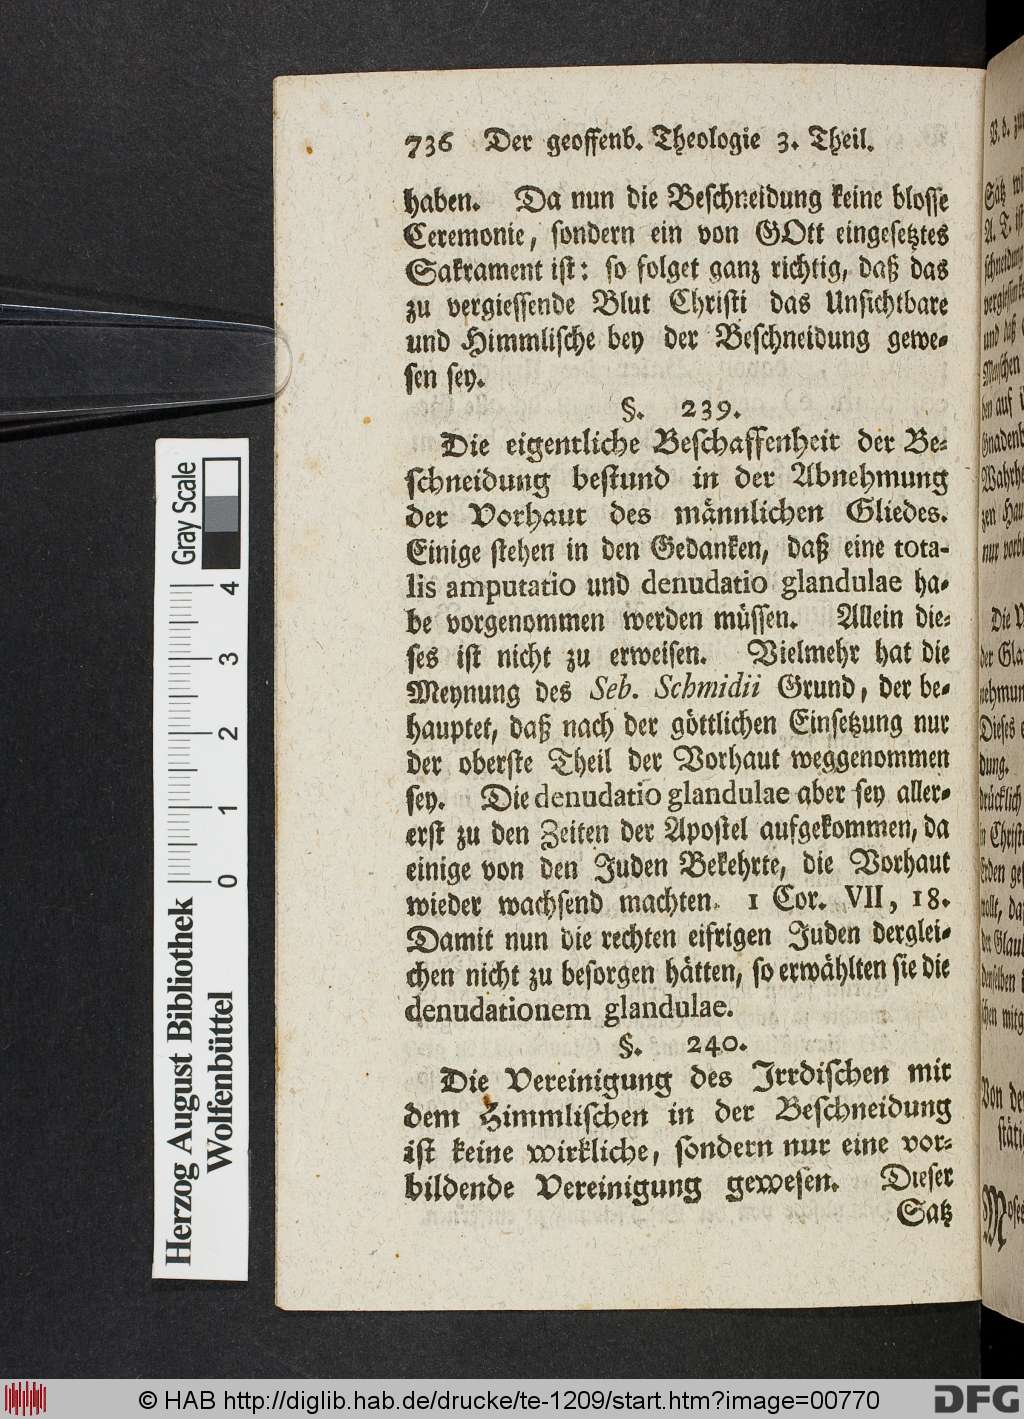 736 Der geoffenb. Theologie 3. Theil.
haben. Da nun die Beschneidung keine blosse
Ceremonie, sondern ein von GOtt eingesetztes
Sakrament ist: so folget ganz richtig, daß das
zu vergiessende Blut Christi das Unsichtbare
und Himmlische bey der Beschneidung gewe-
sen sey.
§. 239.
Die eigentliche Beschaffenheit der Be-
schneidung bestund in der Abnehmung
der Vorhaut des männlichen Gliedes.
Einige stehen in den Gedanken, daß eine tota-
lis amputatio und denudatio glandulae ha-
be vorgenommen werden müssen. Allein die-
ses ist nicht zu erweisen. Vielmehr hat die
Meynung des Seb. Schmidii Grund, der be-
hauptet, daß nach der göttlichen Einsetzung nur
der oberste Theil der Vorhaut weggenommen
sey. Die denudatio glandulae aber sey aller-
erst zu den Zeiten der Apostel aufgekommen, da
einige von den Juden Bekehrte, die Vorhaut
wieder wachsend machten. 1 Cor. VII, 18.
Damit nun die rechten eifrigen Juden derglei-
chen nicht zu besorgen hätten, so erwählten sie die
denudationem glandulae.
§. 240.
Die Vereinigung des Irrdischen mit
dem Himmlischen in der Beschneidung
ist keine wirkliche, sondern nur eine vor-
bildende Vereinigung gewesen. Dieser
Satz
Gray Scale
0 1 2 3 4
Herzog August Bibliothek
Wolfenbüttel
© HAB http://diglib.hab.de/drucke/te-1209/start.htm?image=00770
DFG